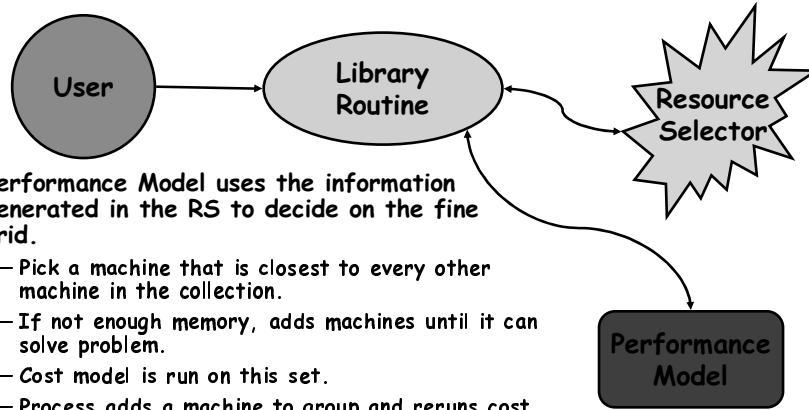 User
Library
Routine
Resource
Selector
erformance Model uses the information
enerated in the RS to decide on the fine
rid.
– Pick a machine that is closest to every other
machine in the collection.
– If not enough memory, adds machines until it can
solve problem.
– Cost model is run on this set.
– Process adds a machine to group and reruns cost
Performance
Model